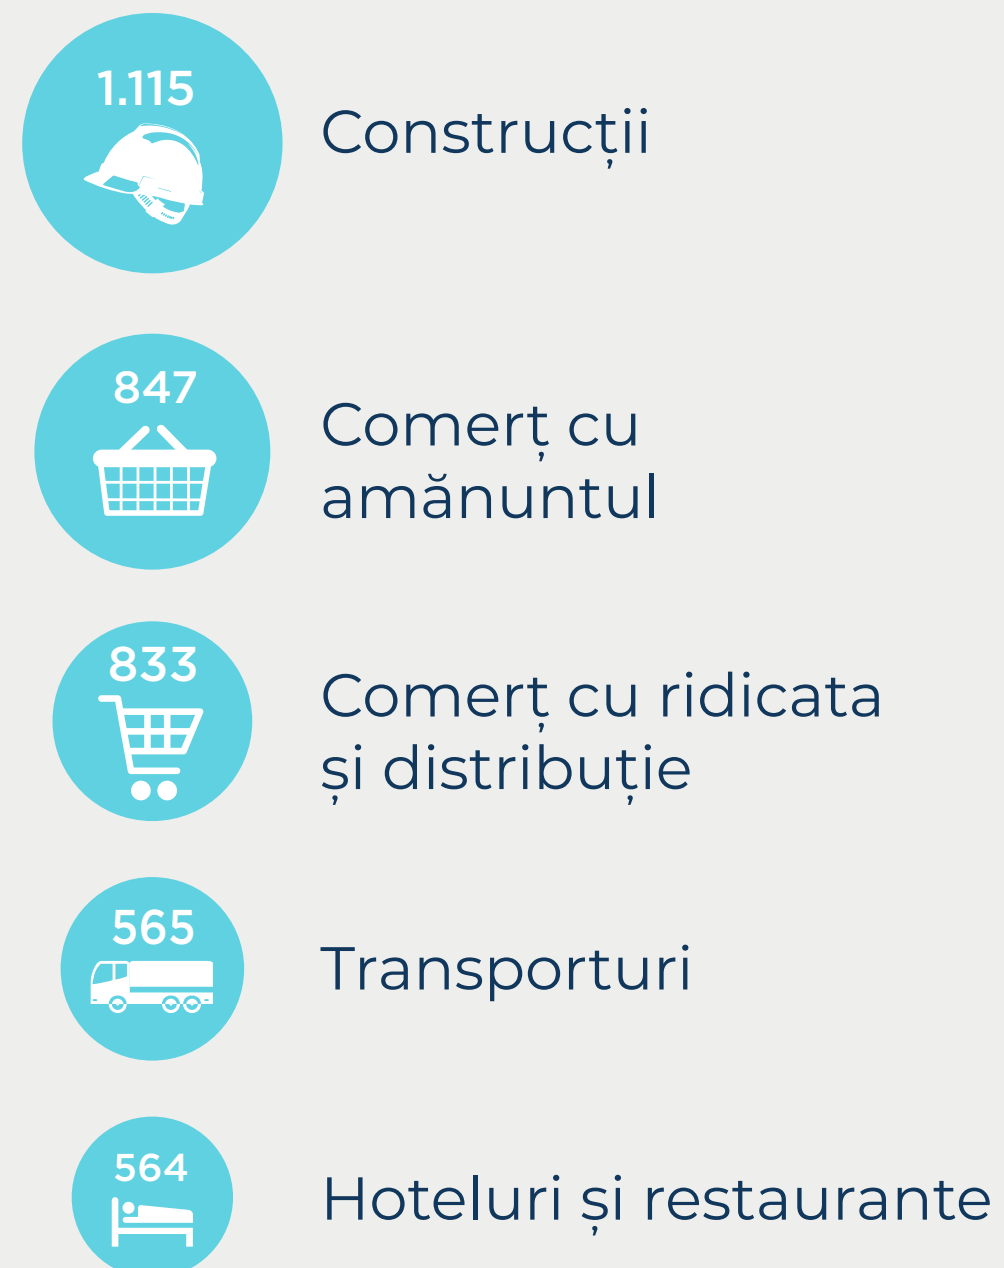 1.115
Construcții
847
Comerț cu
amănuntul
833
Comerț cu ridicata
și distribuție
565
Transporturi
564
Hoteluri și restaurante